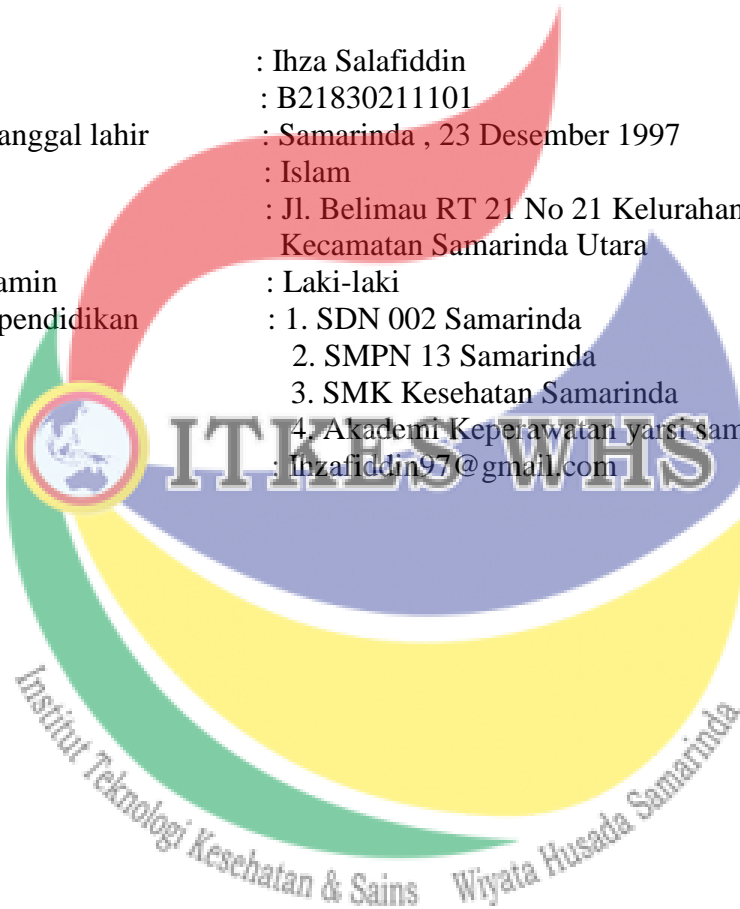 : Ihza Salafiddin
: B21830211101
anggal lahir : Samarinda , 23 Desember 1997
: Islam
: Jl. Belimau RT 21 No 21 Kelurahan
Kecamatan Samarinda Utara
amin : Laki-laki
pendidikan : 1. SDN 002 Samarinda
2. SMPN 13 Samarinda
3. SMK Kesehatan Samarinda
4. Akademi Keperawatan yarsi sam
: Ihzafiddin97@gmail.com
ITKES WHS
Institut Teknologi Kesehatan & Sains Wiyata Husada Samarinda